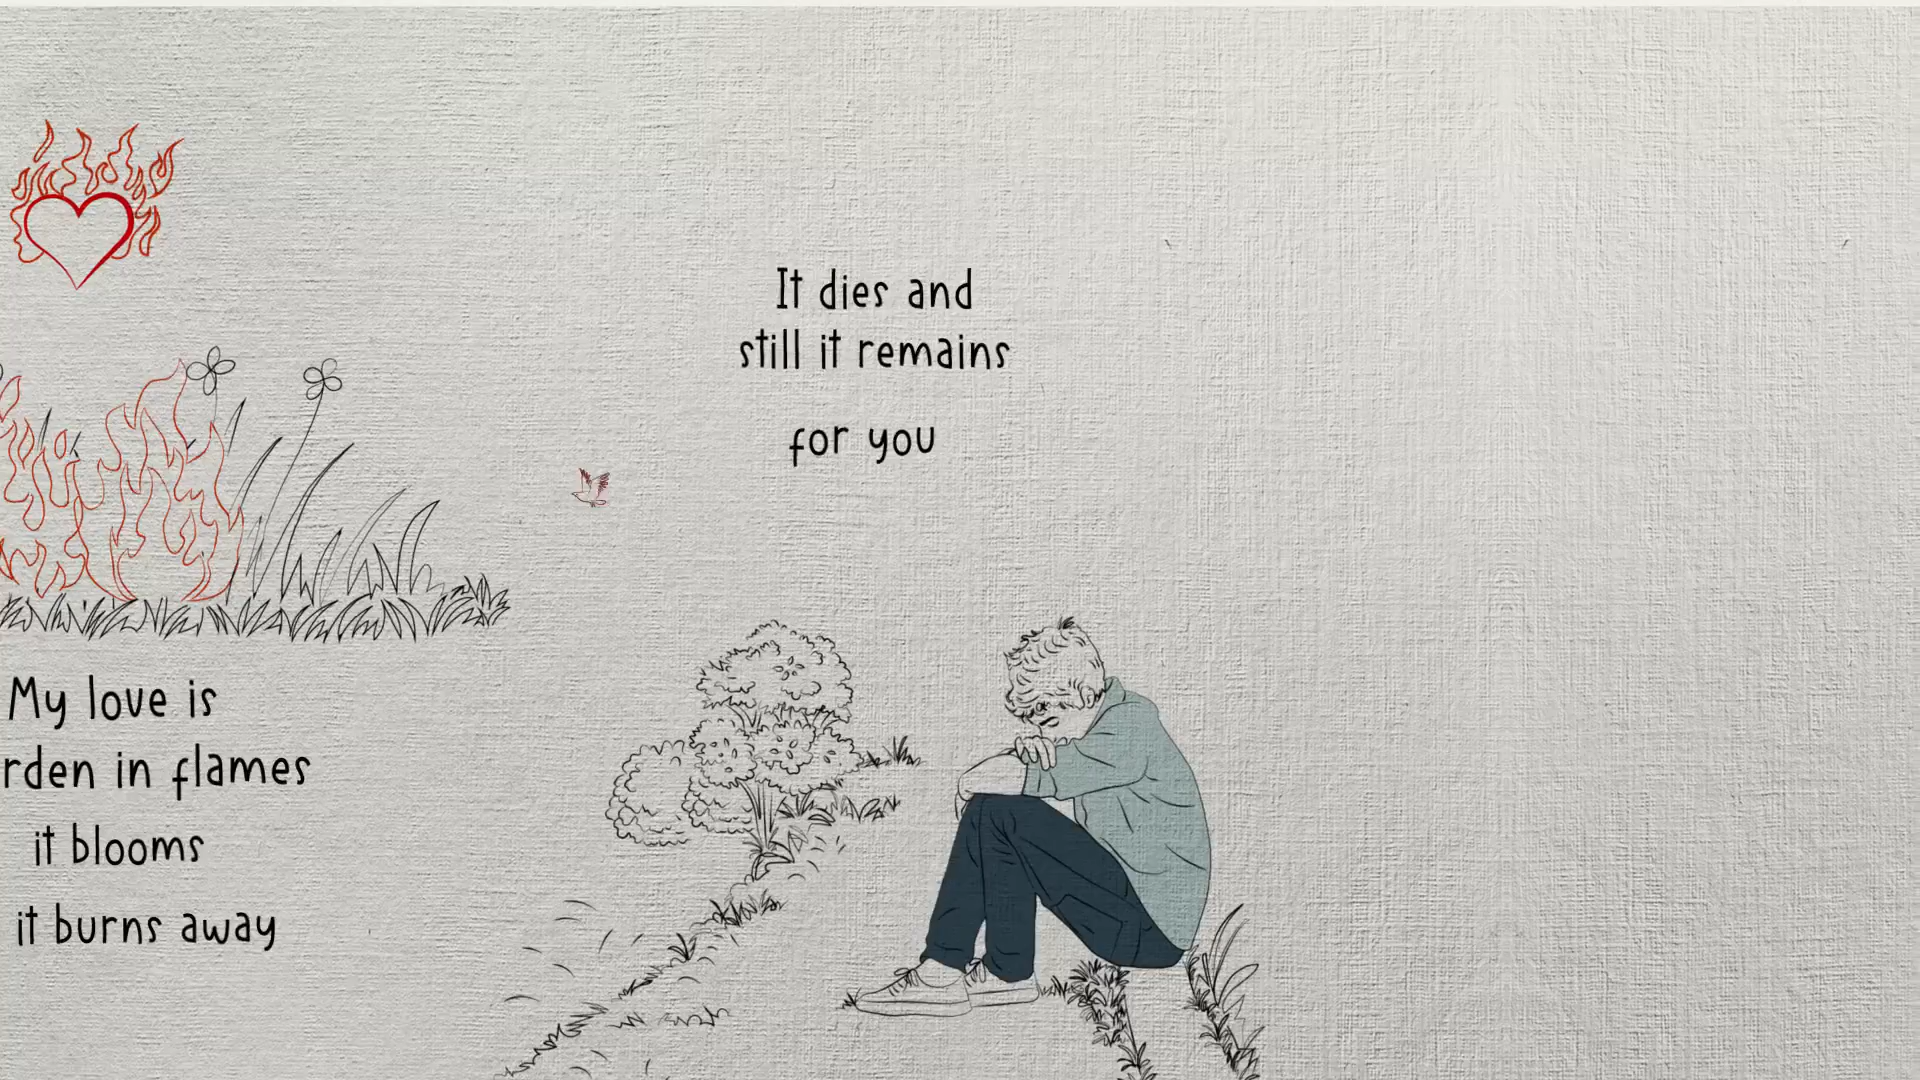 My love is
rden in flames
it blooms
it burns away
It dies and
still it remains
for you